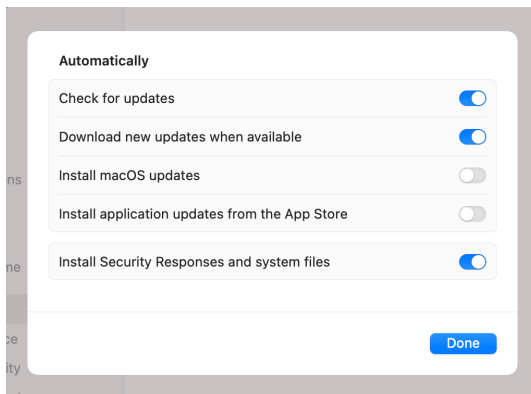 Automatically
Check for updates
Download new updates when available
Install macOS updates
Install application updates from the App Store
Install Security Responses and system files
Done